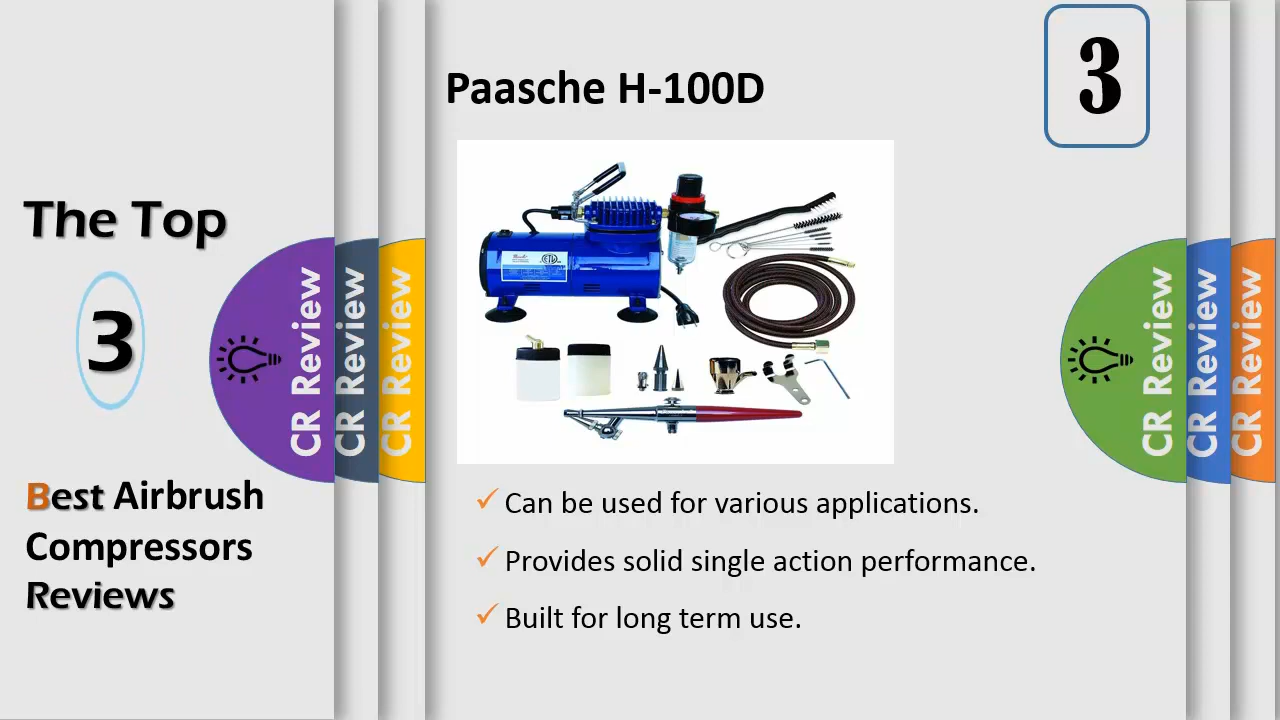 The Top
3
Best Airbrush
Compressors
Reviews
CR Review
CR Review
CR Review
Paasche H-100D
3
✓ Can be used for various applications.
✓ Provides solid single action performance.
✓ Built for long term use.
CR Review
CR Review
CR Review